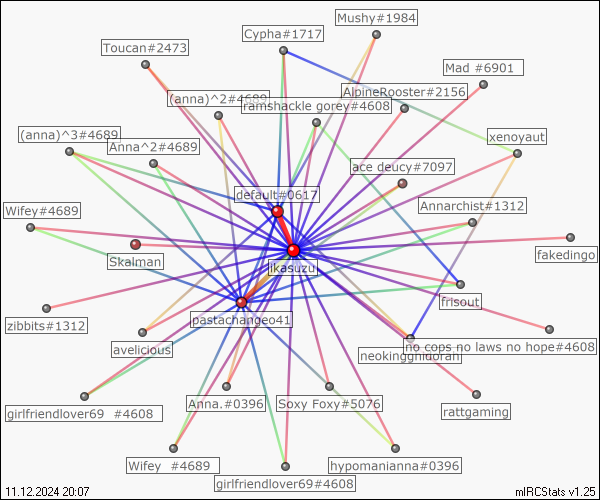 Mushy#1984
Cypha#1717
Toucan#2473
Mad #6901
AlpineRooster#2156
(anna)^2#4689
ramshackle gorey#4608
(anna)^3#4689
xenoyaut
Anna^2#4689
ace deucy#7097
default#0617
Wifey#4689
Annarchist#1312
Skalman
fakedingo
ikasuzu
frisout
zibbits#1312
pastachangeo41
no cops no laws no hope#4608
avelicious
girlfriendlover69 #4608
Anna.#0396
Soxy Foxy#5076
rattgaming
Wifey #4689
hypomanianna#0396
girlfriendlover69#4608
11.12.2024 20:07
mIRCStats v1.25